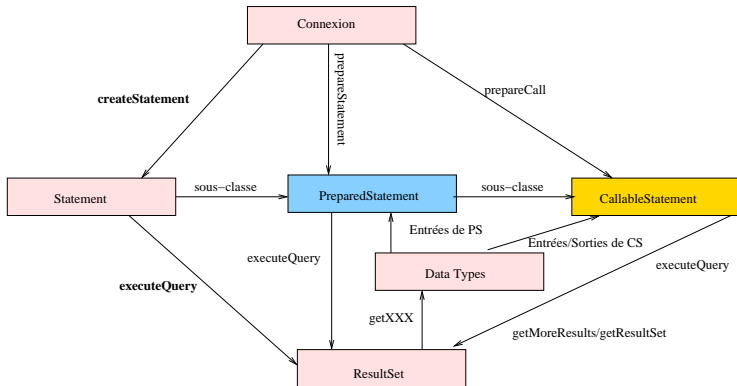 Connexion
createStatement
prepareStatement
prepareCall
Statement
sous−classe
PreparedStatement
sous−classe
CallableStatement
Entrées de PS
Entrées/Sorties de CS
executeQuery
Data Types
executeQuery
executeQuery
getXXX
getMoreResults/getResultSet
ResultSet